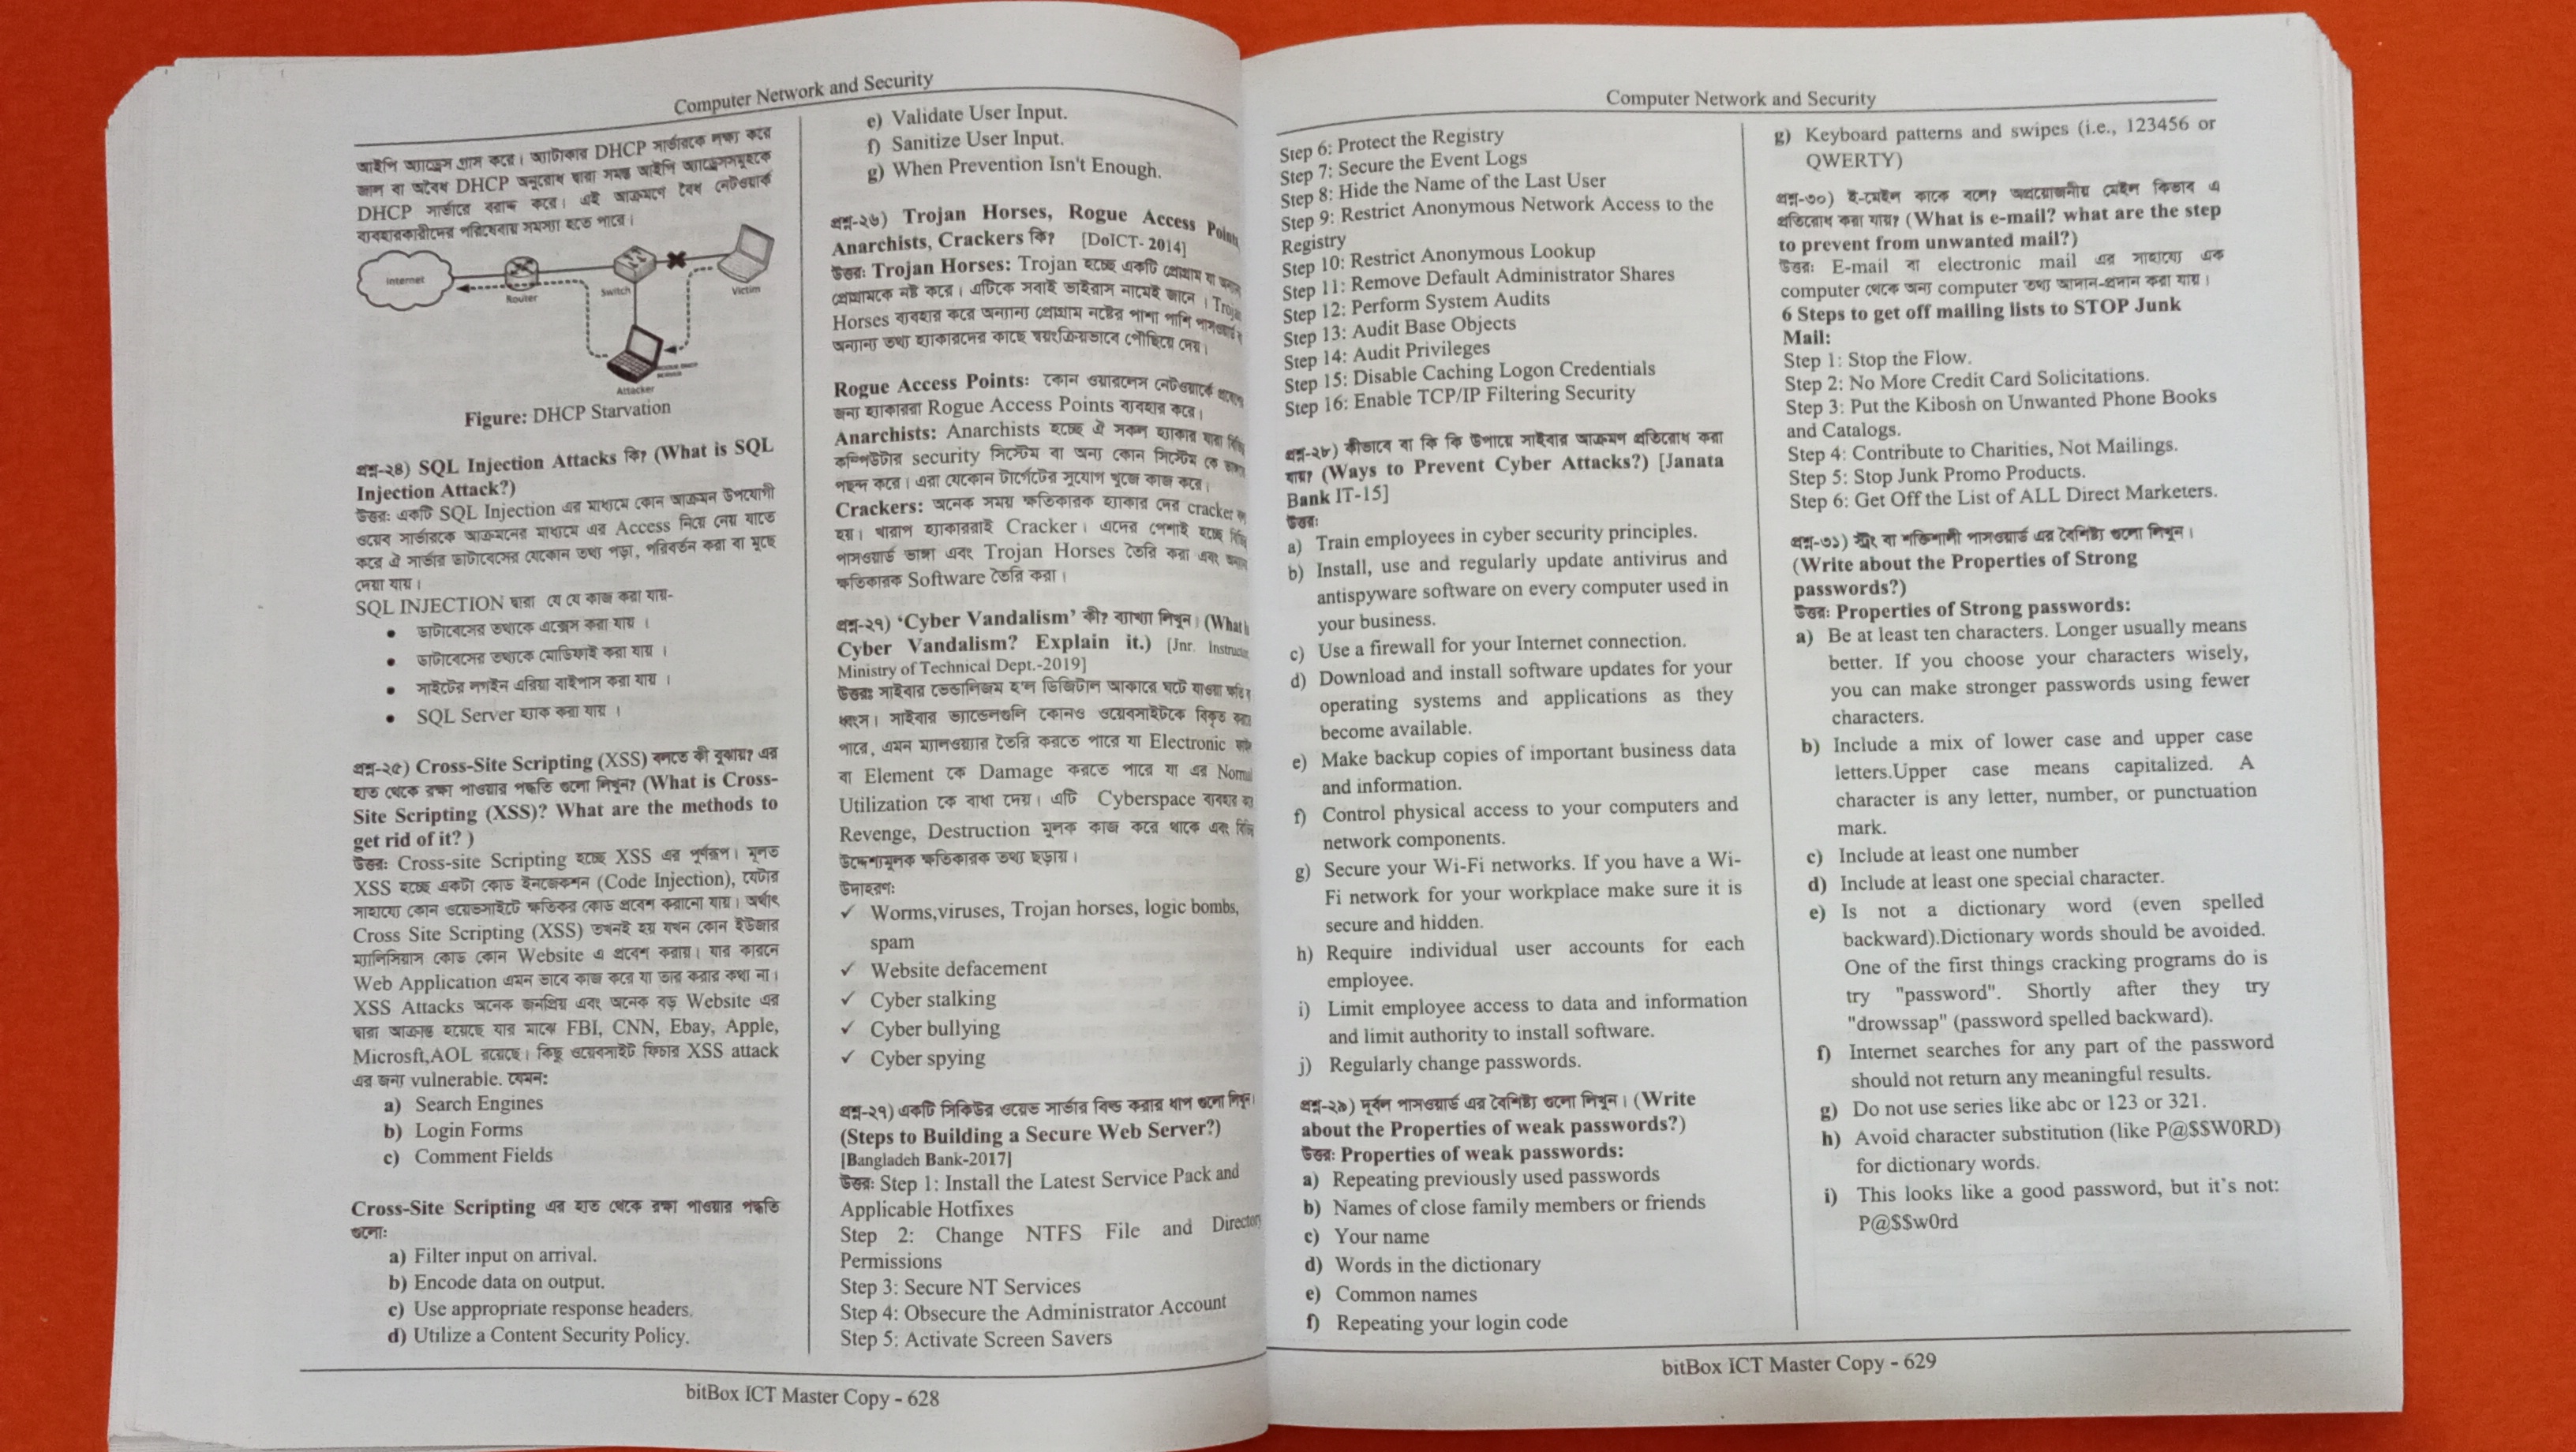 Computer Network and Security
আইপি অ্যাড্রেস গ্রাস করে। অ্যাটাকার DHCP সার্ভারকে লক্ষ্য করে
জাল বা অবৈধ DHCP অনুরোধ দ্বারা সমস্ত আইপি অ্যাড্রেসসমূহকে
DHCP সার্ভারে বরাদ্দ করে। এই আক্রমণে বৈধ নেটওয়ার্ক
ব্যবহারকারীদের পরিষেবায় সমস্যা হতে পারে।
Internet
Router
Switch
Victim
Attacker
Figure: DHCP Starvation
প্রশ্ন-২৪) SQL Injection Attacks কি? (What is SQL
Injection Attack?)
উত্তর: একটি SQL Injection এর মাধ্যমে কোন আক্রমন উপযোগী
ওয়েব সার্ভারকে আক্রমনের মাধ্যমে এর Access নিয়ে নেয় যাতে
করে ঐ সার্ভার ডাটাবেসের যেকোন তথ্য পড়া, পরিবর্তন করা বা মুছে
দেয়া যায়।
SQL INJECTION দ্বারা যে যে কাজ করা যায়-
• ডাটাবেসের তথ্যকে এক্সেস করা যায় ।
• ডাটাবেসের তথ্যকে মোডিফাই করা যায় ।
• সাইটের লগইন এরিয়া বাইপাস করা যায় ।
• SQL Server হ্যাক করা যায় ।
প্রশ্ন-২৫) Cross-Site Scripting (XSS) বলতে কী বুঝায়? এর
হাত থেকে রক্ষা পাওয়ার পদ্ধতি গুলো লিখুন? (What is Cross-
Site Scripting (XSS)? What are the methods to
get rid of it? )
উত্তর: Cross-site Scripting হচ্ছে XSS এর পূর্ণরূপ। মূলত
XSS হচ্ছে একটা কোড ইনজেকশন (Code Injection), যেটার
সাহায্যে কোন ওয়েভসাইটে ক্ষতিকর কোড প্রবেশ করানো যায়। অর্থাৎ
Cross Site Scripting (XSS) তখনই হয় যখন কোন ইউজার
ম্যালিসিয়াস কোড কোন Website এ প্রবেশ করায়। যার কারনে
Web Application এমন ভাবে কাজ করে যা তার করার কথা না।
XSS Attacks অনেক জনপ্রিয় এবং অনেক বড় Website এর
দ্বারা আক্রান্ত হয়েছে যার মাঝে FBI, CNN, Ebay, Apple,
Microsft,AOL রয়েছে। কিছু ওয়েবসাইট ফিচার XSS attack
এর জন্য vulnerable. যেমন:
a) Search Engines
b) Login Forms
c) Comment Fields
Cross-Site Scripting এর হাত থেকে রক্ষা পাওয়ার পদ্ধতি
গুলো:
a) Filter input on arrival.
b) Encode data on output.
c) Use appropriate response headers.
d) Utilize a Content Security Policy.
e) Validate User Input.
f) Sanitize User Input.
g) When Prevention Isn't Enough.
প্রশ্ন-২৬) Trojan Horses, Rogue Access Points,
Anarchists, Crackers কি? [DoICT- 2014]
উত্তর: Trojan Horses: Trojan হচ্ছে একটি প্রোগ্রাম যা অন্যান্য
প্রোগ্রামকে নষ্ট করে। এটিকে সবাই ভাইরাস নামেই জানে । Trojan
Horses ব্যবহার করে অন্যান্য প্রোগ্রাম নষ্টের পাশা পাশি পাসওয়ার্ড ও
অন্যান্য তথ্য হ্যাকারদের কাছে স্বয়ংক্রিয়ভাবে পৌছিয়ে দেয়।
Rogue Access Points: কোন ওয়ারলেস নেটওয়ার্কে প্রবেশের
জন্য হ্যাকাররা Rogue Access Points ব্যবহার করে।
Anarchists: Anarchists হচ্ছে ঐ সকল হ্যাকার যারা বিভিন্ন
কম্পিউটার security সিস্টেম বা অন্য কোন সিস্টেম কে ভাঙ্গতে
পছন্দ করে। এরা যেকোন টার্গেটের সুযোগ খুজে কাজ করে।
Crackers: অনেক সময় ক্ষতিকারক হ্যাকার দের cracker বলা
হয়। খারাপ হ্যাকাররাই Cracker। এদের পেশাই হচ্ছে বিভিন্ন
পাসওয়ার্ড ভাঙ্গা এবং Trojan Horses তৈরি করা এবং অন্যান্য
ক্ষতিকারক Software তৈরি করা।
প্রশ্ন-২৭) ‘Cyber Vandalism’ কী? ব্যাখ্যা লিখুন। (What is
Cyber Vandalism? Explain it.) [Jnr. Instructor,
Ministry of Technical Dept.-2019]
উত্তরঃ সাইবার ভেন্ডালিজম হ'ল ডিজিটাল আকারে ঘটে যাওয়া ক্ষতি বা
ধ্বংস। সাইবার ভ্যান্ডেলগুলি কোনও ওয়েবসাইটকে বিকৃত করতে
পারে, এমন ম্যালওয়্যার তৈরি করতে পারে যা Electronic ফাইল
বা Element কে Damage করতে পারে যা এর Normal
Utilization কে বাধা দেয়। এটি Cyberspace ব্যবহার করে
Revenge, Destruction মূলক কাজ করে থাকে এবং বিভিন্ন
উদ্দেশ্যমূলক ক্ষতিকারক তথ্য ছড়ায়।
উদাহরণ:
✓ Worms,viruses, Trojan horses, logic bombs,
spam
✓ Website defacement
✓ Cyber stalking
✓ Cyber bullying
✓ Cyber spying
প্রশ্ন-২৭) একটি সিকিউর ওয়েভ সার্ভার বিল্ড করার ধাপ গুলো লিখুন।
(Steps to Building a Secure Web Server?)
[Bangladeh Bank-2017]
উত্তর: Step 1: Install the Latest Service Pack and
Applicable Hotfixes
Step 2: Change NTFS File and Directory
Permissions
Step 3: Secure NT Services
Step 4: Obsecure the Administrator Account
Step 5: Activate Screen Savers
bitBox ICT Master Copy - 628
Computer Network and Security
Step 6: Protect the Registry
Step 7: Secure the Event Logs
Step 8: Hide the Name of the Last User
Step 9: Restrict Anonymous Network Access to the
Registry
Step 10: Restrict Anonymous Lookup
Step 11: Remove Default Administrator Shares
Step 12: Perform System Audits
Step 13: Audit Base Objects
Step 14: Audit Privileges
Step 15: Disable Caching Logon Credentials
Step 16: Enable TCP/IP Filtering Security
প্রশ্ন-২৮) কীভাবে বা কি কি উপায়ে সাইবার আক্রমণ প্রতিরোধ করা
যায়? (Ways to Prevent Cyber Attacks?) [Janata
Bank IT-15]
উত্তর:
a) Train employees in cyber security principles.
b) Install, use and regularly update antivirus and
antispyware software on every computer used in
your business.
c) Use a firewall for your Internet connection.
d) Download and install software updates for your
operating systems and applications as they
become available.
e) Make backup copies of important business data
and information.
f) Control physical access to your computers and
network components.
g) Secure your Wi-Fi networks. If you have a Wi-
Fi network for your workplace make sure it is
secure and hidden.
h) Require individual user accounts for each
employee.
i) Limit employee access to data and information
and limit authority to install software.
j) Regularly change passwords.
প্রশ্ন-২৯) দূর্বল পাসওয়ার্ড এর বৈশিষ্ট্য গুলো লিখুন। (Write
about the Properties of weak passwords?)
উত্তর: Properties of weak passwords:
a) Repeating previously used passwords
b) Names of close family members or friends
c) Your name
d) Words in the dictionary
e) Common names
f) Repeating your login code
g) Keyboard patterns and swipes (i.e., 123456 or
QWERTY)
প্রশ্ন-৩০) ই-মেইল কাকে বলে? অপ্রয়োজনীয় মেইল কিভাব এ
প্রতিরোধ করা যায়? (What is e-mail? what are the step
to prevent from unwanted mail?)
উত্তর: E-mail বা electronic mail এর সাহায্যে এক
computer থেকে অন্য computer তথ্য আদান-প্রদান করা যায়।
6 Steps to get off mailing lists to STOP Junk
Mail:
Step 1: Stop the Flow.
Step 2: No More Credit Card Solicitations.
Step 3: Put the Kibosh on Unwanted Phone Books
and Catalogs.
Step 4: Contribute to Charities, Not Mailings.
Step 5: Stop Junk Promo Products.
Step 6: Get Off the List of ALL Direct Marketers.
প্রশ্ন-৩১) স্ট্রং বা শক্তিশালী পাসওয়ার্ড এর বৈশিষ্ট্য গুলো লিখুন।
(Write about the Properties of Strong
passwords?)
উত্তর: Properties of Strong passwords:
a) Be at least ten characters. Longer usually means
better. If you choose your characters wisely,
you can make stronger passwords using fewer
characters.
b) Include a mix of lower case and upper case
letters.Upper case means capitalized. A
character is any letter, number, or punctuation
mark.
c) Include at least one number
d) Include at least one special character.
e) Is not a dictionary word (even spelled
backward).Dictionary words should be avoided.
One of the first things cracking programs do is
try "password". Shortly after they try
"drowssap" (password spelled backward).
f) Internet searches for any part of the password
should not return any meaningful results.
g) Do not use series like abc or 123 or 321.
h) Avoid character substitution (like P@$$W0RD)
for dictionary words.
i) This looks like a good password, but it’s not:
P@$$w0rd
bitBox ICT Master Copy - 629